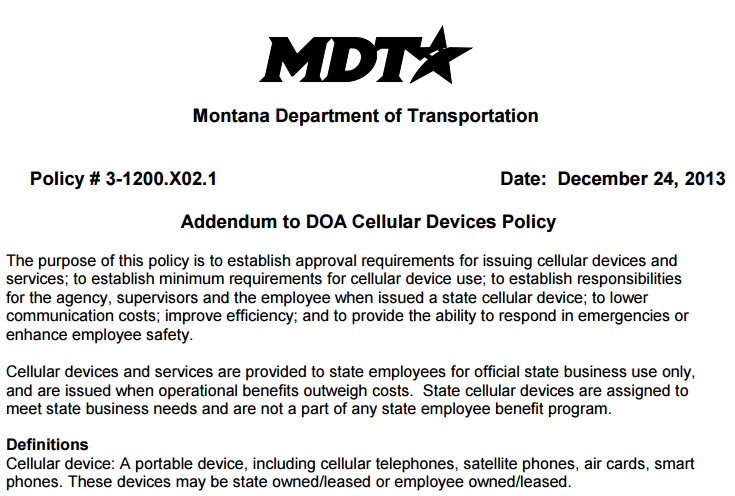 MDT
Montana Department of Transportation
Policy # 3-1200.X02.1 Date: December 24, 2013
Addendum to DOA Cellular Devices Policy
The purpose of this policy is to establish approval requirements for issuing cellular devices and
services; to establish minimum requirements for cellular device use; to establish responsibilities
for the agency, supervisors and the employee when issued a state cellular device; to lower
communication costs; improve efficiency; and to provide the ability to respond in emergencies or
enhance employee safety.
Cellular devices and services are provided to state employees for official state business use only,
and are issued when operational benefits outweigh costs. State cellular devices are assigned to
meet state business needs and are not a part of any state employee benefit program.
Definitions
Cellular device: A portable device, including cellular telephones, satellite phones, air cards, smart
phones. These devices may be state owned/leased or employee owned/leased.